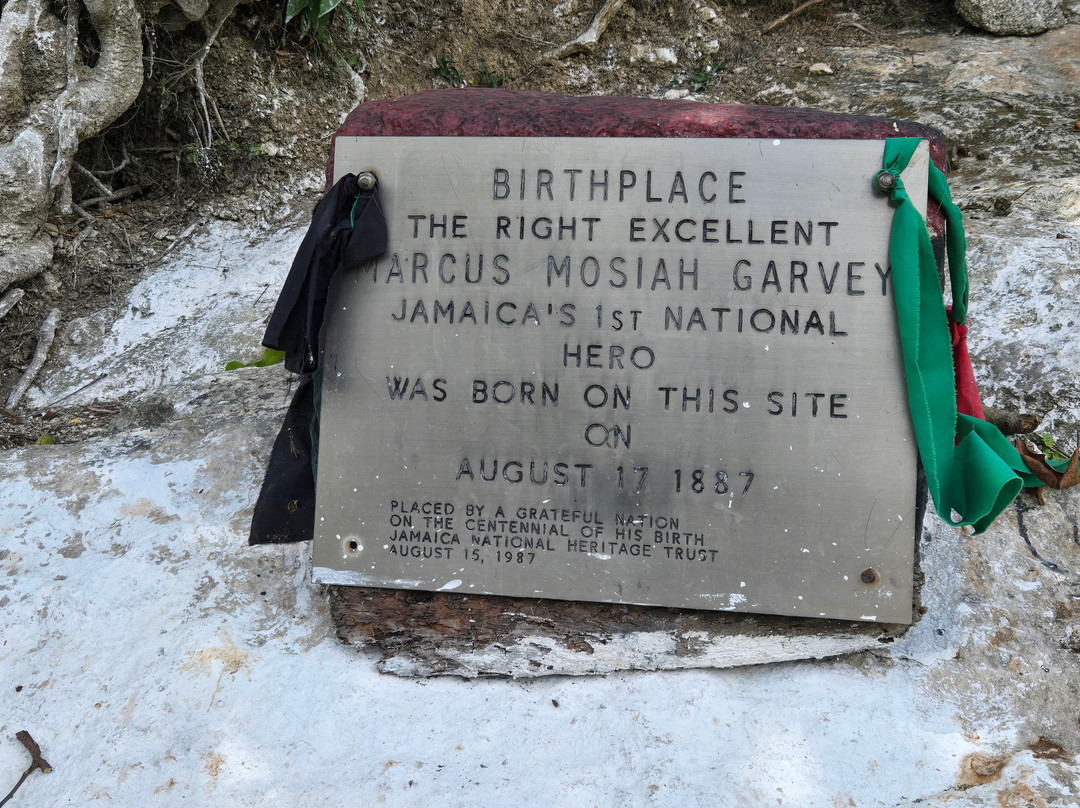 BIRTHPLACE
THE RIGHT EXCELLENT
MARCUS MOSIAH GARVEY
JAMAICA'S 1ST NATIONAL
HERO
WAS BORN ON THIS SITE
ON
AUGUST 17 1887
PLACED BY A GRATEFUL NATION
ON THE CENTENNIAL OF HIS BIRTH
JAMAICA NATIONAL HERITAGE TRUST
AUGUST 15, 1987